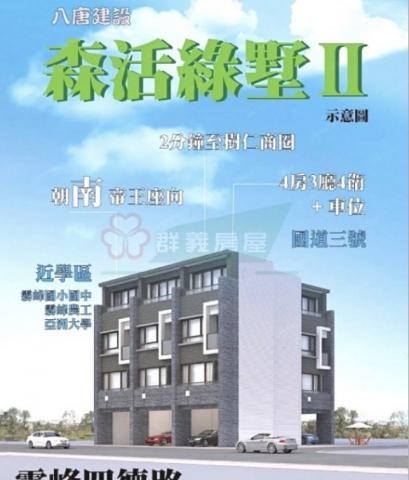 八唐建設
森活綠墅 II
示意圖
2分鐘至樹仁商圈
朝南 帝王座向
4房3廳4衛
+ 車位
群義房屋
國道三號
近學區
霧峰國小國中
霧峰農工
亞洲大學
霧峰四德路